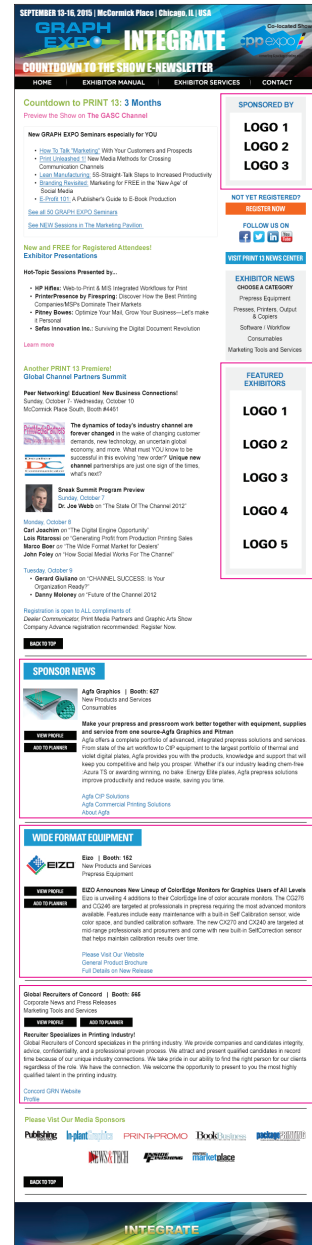 SEPTEMBER 13-16, 2015 | McCormick Place | Chicago, IL | USA
GRAPH EXPO
INTEGRATE
Co-located Show
cpp expo
COUNTDOWN TO THE SHOW E-NEWSLETTER
HOME | EXHIBITOR MANUAL | EXHIBITOR SERVICES | CONTACT
Countdown to PRINT 13: 3 Months
Preview the Show on The GASC Channel
New GRAPH EXPO Seminars especially for YOU
• How To Talk "Marketing" With Your Customers and Prospects
• Print Unleashed 1! New Media Methods for Crossing
Communication Channels
• Lean Manufacturing: 5S-Straight-Talk Steps to Increased Productivity
• Branding Revisited: Marketing for FREE in the 'New Age' of
Social Media
• E-Profit 101: A Publisher's Guide to E-Book Production
See all 50 GRAPH EXPO Seminars
See NEW Sessions in The Marketing Pavilion
New and FREE for Registered Attendees!
Exhibitor Presentations
Hot-Topic Sessions Presented by...
• HP Hiflex: Web-to-Print & MIS Integrated Workflows for Print
• PrinterPresence by Firespring: Discover How the Best Printing
Companies/MSPs Dominate Their Markets
• Pitney Bowes: Optimize Your Mail, Grow Your Business—Let's make
it Personal
• Sefas Innovation Inc.: Surviving the Digital Document Revolution
Learn more
Another PRINT 13 Premiere!
Global Channel Partners Summit
Peer Networking! Education! New Business Connections!
Sunday, October 7- Wednesday, October 10
McCormick Place South, Booth #4461
The dynamics of today's industry channel are
forever changed in the wake of changing customer
demands, new technology, an uncertain global
economy, and more. What must YOU know to be
successful in this evolving 'new order'? Unique new
channel partnerships are just one sign of the times,
what's next?
Sneak Summit Program Preview
Sunday, October 7
Dr. Joe Webb on "The State Of The Channel 2012"
Monday, October 8
Carl Joachim on "The Digital Engine Opportunity"
Lois Ritarossi on "Generating Profit from Production Printing Sales
Marco Boer on "The Wide Format Market for Dealers"
John Foley on "How Social Medial Works For The Channel"
Tuesday, October 9
• Gerard Giuliano on "CHANNEL SUCCESS: Is Your
Organization Ready?"
• Danny Moloney on "Future of the Channel 2012
Registration is open to ALL compliments of
Dealer Communicator, Print Media Partners and Graphic Arts Show
Company Advance registration recommended. Register Now.
BACK TO TOP
SPONSORED BY
LOGO 1
LOGO 2
LOGO 3
NOT YET REGISTERED?
REGISTER NOW
FOLLOW US ON
VISIT PRINT 13 NEWS CENTER
EXHIBITOR NEWS
CHOOSE A CATEGORY
Prepress Equipment
Presses, Printers, Output
& Copiers
Software / Workflow
Consumables
Marketing Tools and Services
FEATURED
EXHIBITORS
LOGO 1
LOGO 2
LOGO 3
LOGO 4
LOGO 5
SPONSOR NEWS
Agfa Graphics | Booth: 627
New Products and Services
Consumables
VIEW PROFILE
ADD TO PLANNER
Make your prepress and pressroom work better together with equipment, supplies
and service from one source-Agfa Graphics and Pitman
Agfa offers a complete portfolio of advanced, integrated prepress solutions and services.
From state of the art workflow to CtP equipment to the largest portfolio of thermal and
violet digital plates, Agfa provides you with the products, knowledge and support that will
keep you competitive and help you prosper. Whether it's our industry leading chem-free
:Azura TS or awarding winning, no bake :Energy Elite plates, Agfa prepress solutions
improve productivity and reduce waste, saving you time.
Agfa CtP Solutions
Agfa Commercial Printing Solutions
About Agfa
WIDE FORMAT EQUIPMENT
EIZO
Eizo | Booth: 152
New Products and Services
Prepress Equipment
VIEW PROFILE
ADD TO PLANNER
EIZO Announces New Lineup of ColorEdge Monitors for Graphics Users of All Levels
Eizo is unveiling 4 additions to their ColorEdge line of color accurate monitors. The CG276
and CG246 are targeted at professionals in prepress requiring the most advanced monitors
available. Features include easy maintenance with a built-in Self Calibration sensor, wide
color space, and bundled calibration software. The new CX270 and CX240 are targeted at
mid-range professionals and prosumers and come with new built-in SelfCorrection sensor
that helps maintain calibration results over time.
Please Visit Our Website
General Product Brochure
Full Details on New Release
Global Recruiters of Concord | Booth: 565
Corporate News and Press Releases
Marketing Tools and Services
VIEW PROFILE ADD TO PLANNER
Recruiter Specializes in Printing Industry!
Global Recruiters of Concord specializes in the printing industry. We provide companies and candidates integrity,
advice, confidentiality, and a professional proven process. We attract and present qualified candidates in record
time because of our unique industry connections. We take pride in our ability to find the right person for our clients
regardless of the role. We have the connection. We welcome the opportunity to present to you the most highly
qualified talent in the printing industry.
Concord GRN Website
Profile
Please Vist Our Media Sponsors
Publishing In-plant Graphics PRINT+PROMO Book Business packagePRINTING
NEWS&TECH INSIDE FINISHING marketplace
BACK TO TOP
INTEGRATE